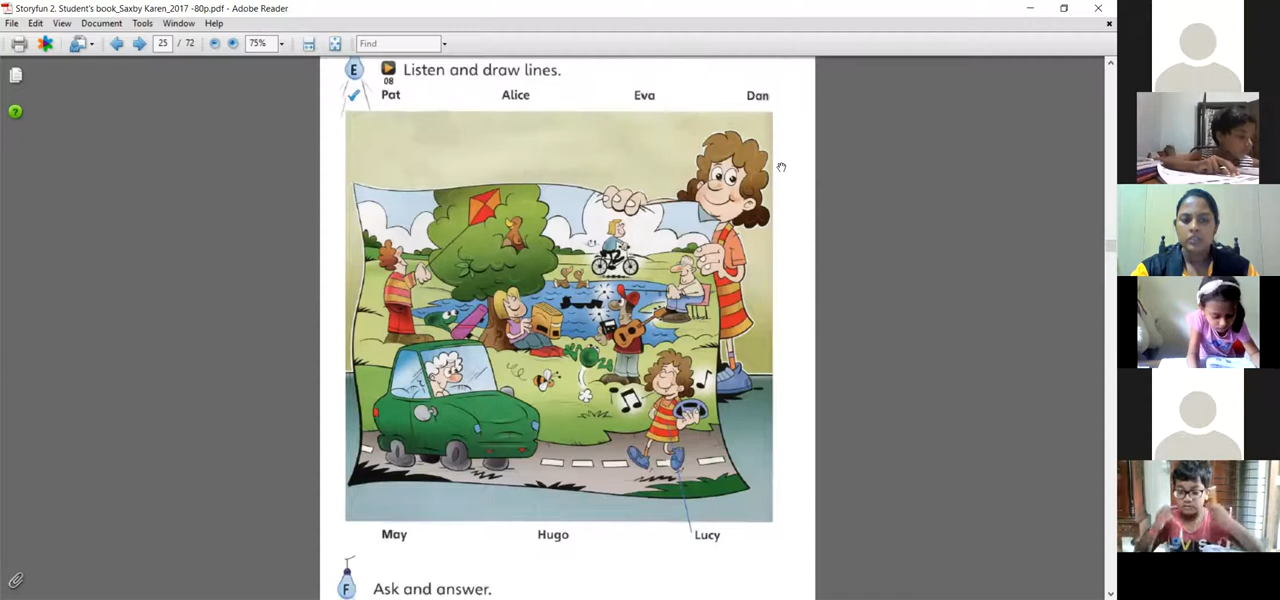 Storyfun 2. Student's book_Saxby Karen_2017 -80p.pdf - Adobe Reader
File Edit View Document Tools Window Help
25 / 72 75% Find
E Listen and draw lines.
08
Pat Alice Eva Dan
May Hugo Lucy
F Ask and answer.